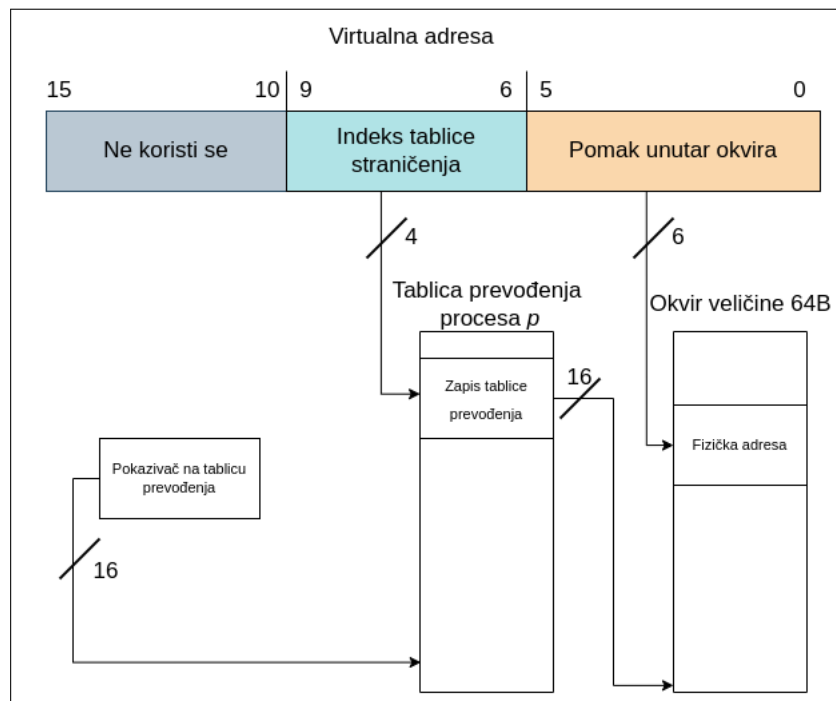 Virtualna adresa
15 10 9 6 5 0
Ne koristi se
Indeks tablice
straničenja
Pomak unutar okvira
4
6
Tablica prevođenja
procesa p
Okvir veličine 64B
Zapis tablice
prevođenja
16
Fizička adresa
Pokazivač na tablicu
prevođenja
16